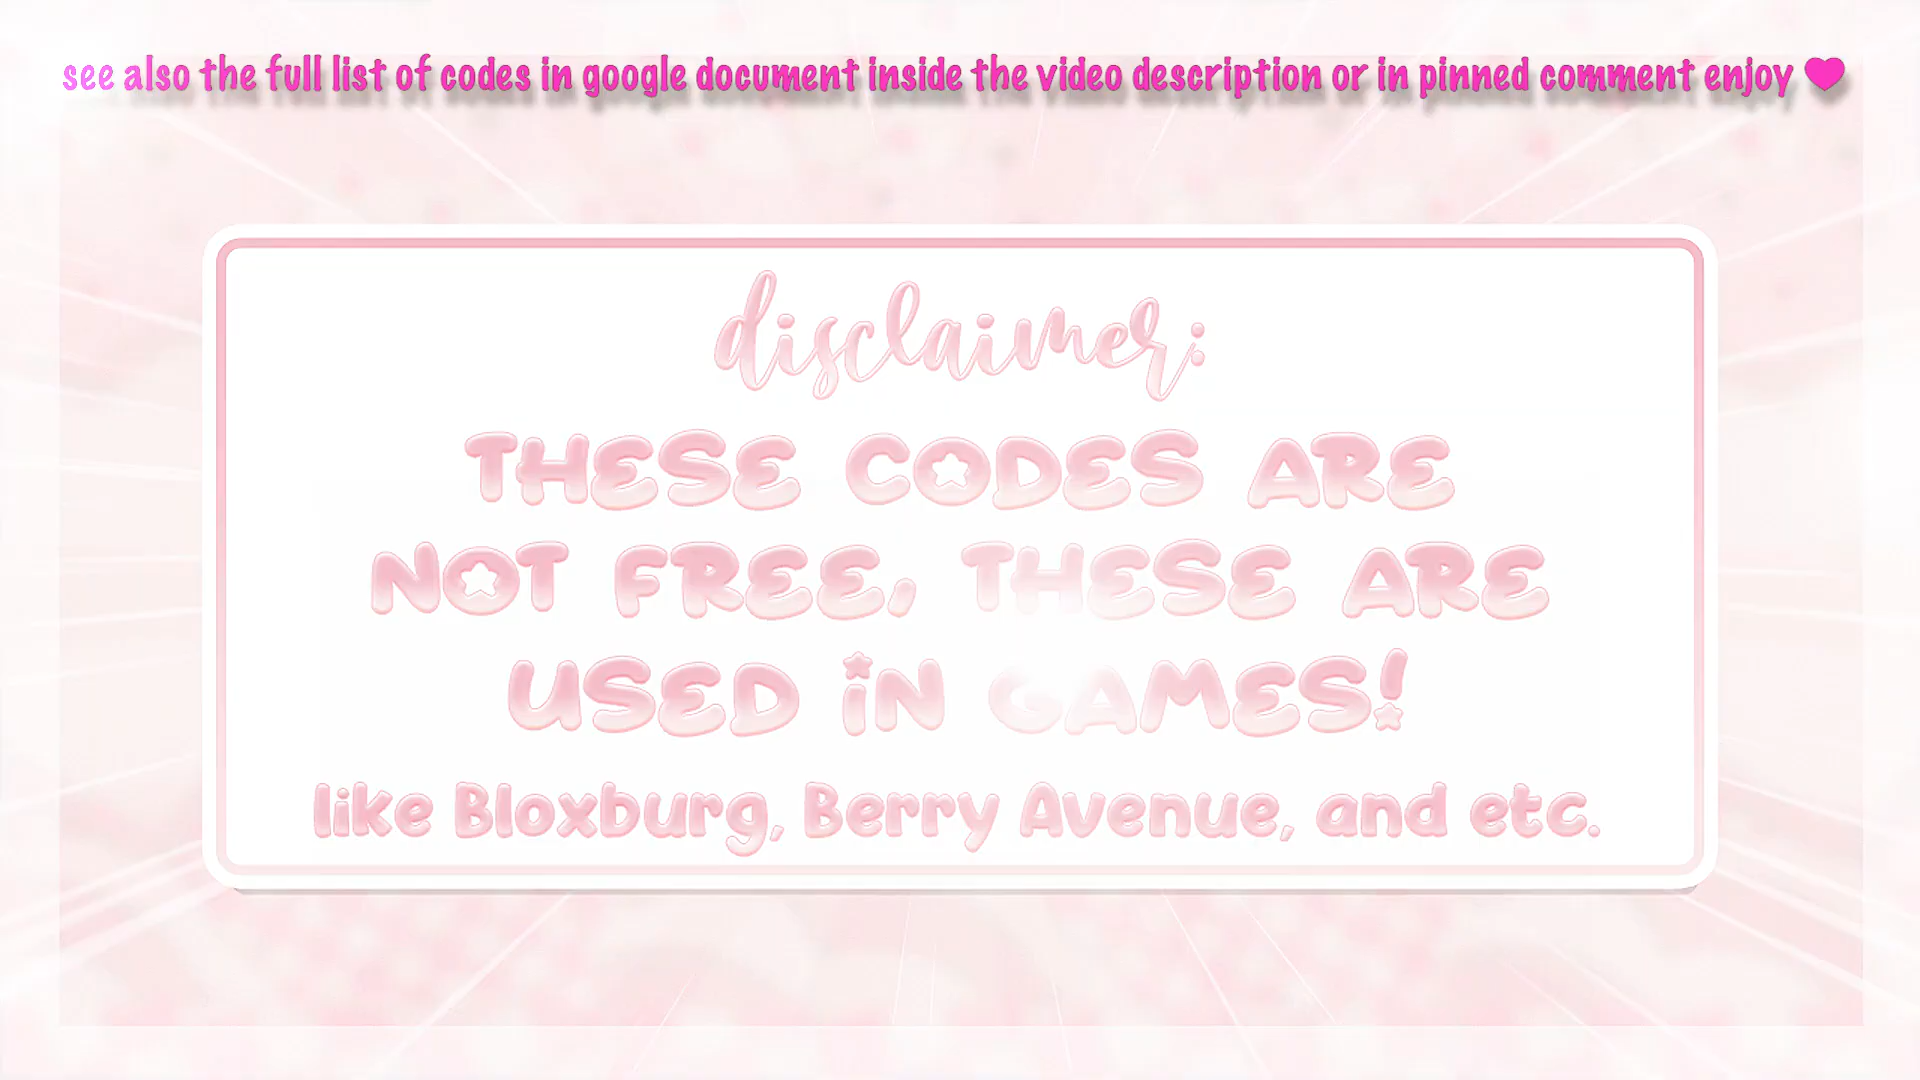 see also the full list of codes in google document inside the video description or in pinned comment enjoy ♥
disclaimer:
THESE CODES ARE
NOT FREE, THESE ARE
USED iN GAMES!
like Bloxburg, Berry Avenue, and etc.